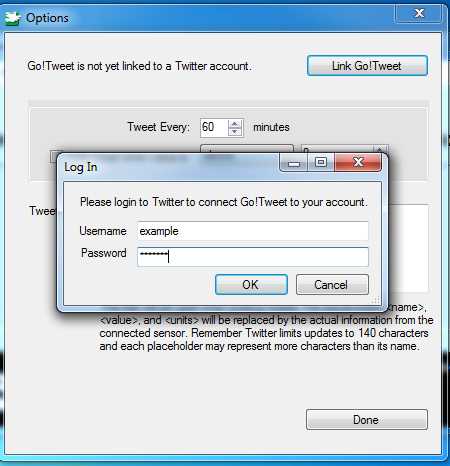 Options
Go!Tweet is not yet linked to a Twitter account.
Link Go!Tweet
Tweet Every: 60 minutes
Log In
Please login to Twitter to connect Go!Tweet to your account.
Username example
Password -------
OK Cancel
Tweet
name>,
<value>, and <units> will be replaced by the actual information from the
connected sensor. Remember Twitter limits updates to 140 characters
and each placeholder may represent more characters than its name.
Done